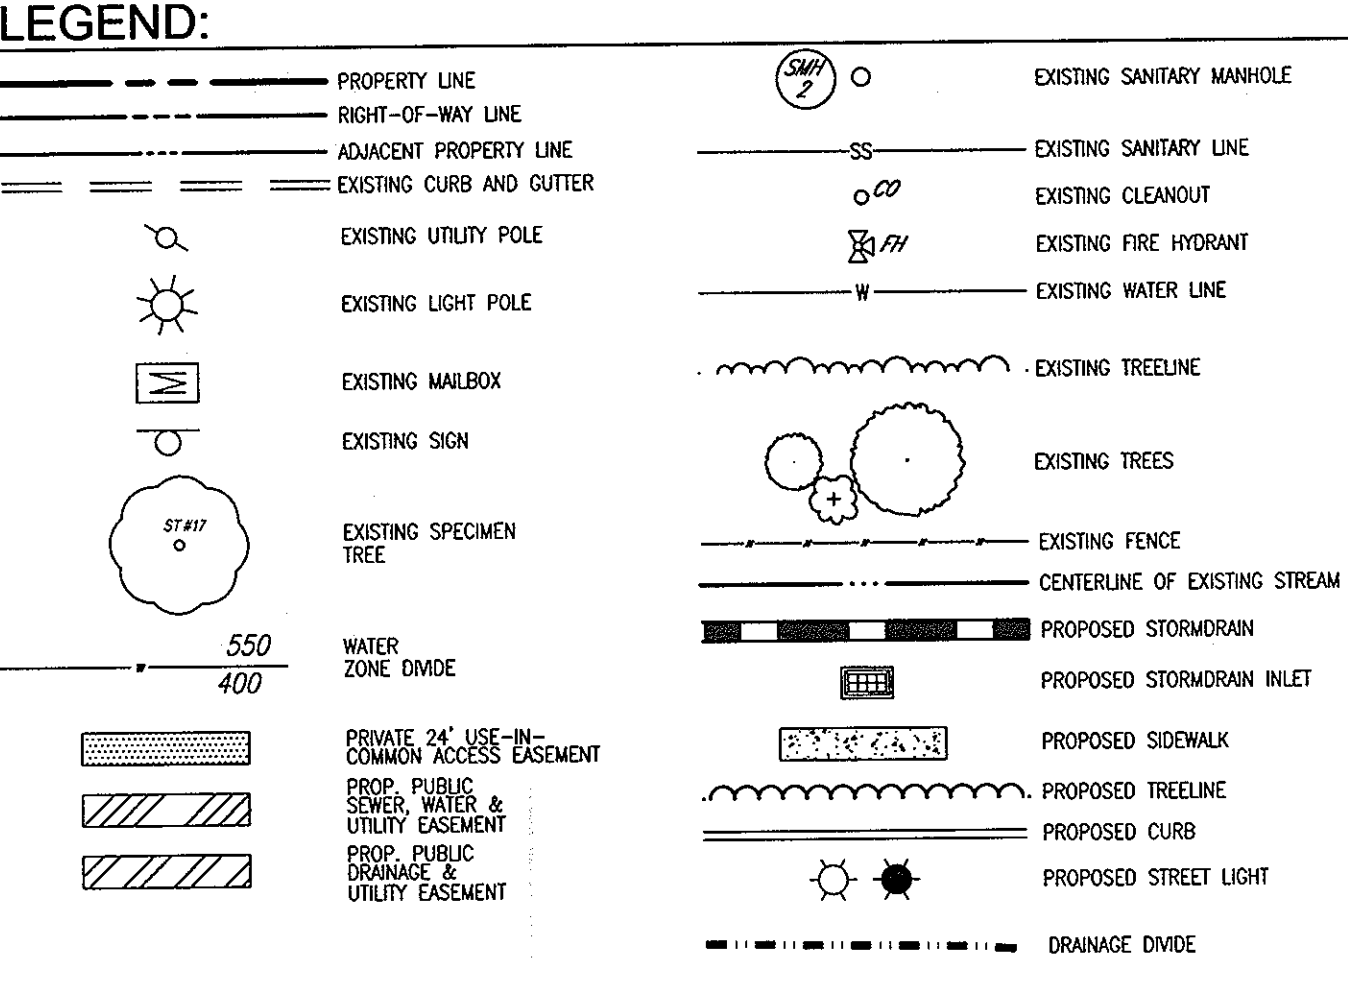 LEGEND:
PROPERTY LINE
RIGHT-OF-WAY LINE
ADJACENT PROPERTY LINE
EXISTING CURB AND GUTTER
EXISTING UTILITY POLE
EXISTING LIGHT POLE
EXISTING MAILBOX
EXISTING SIGN
ST#17
EXISTING SPECIMEN
TREE
550
400
WATER
ZONE DIVIDE
PRIVATE 24' USE-IN-
COMMON ACCESS EASEMENT
PROP. PUBLIC
SEWER, WATER &
UTILITY EASEMENT
PROP. PUBLIC
DRAINAGE &
UTILITY EASEMENT
SMH
2
EXISTING SANITARY MANHOLE
SS
EXISTING SANITARY LINE
CO
EXISTING CLEANOUT
FH
EXISTING FIRE HYDRANT
W
EXISTING WATER LINE
EXISTING TREELINE
EXISTING TREES
EXISTING FENCE
CENTERLINE OF EXISTING STREAM
PROPOSED STORMDRAIN
PROPOSED STORMDRAIN INLET
PROPOSED SIDEWALK
PROPOSED TREELINE
PROPOSED CURB
PROPOSED STREET LIGHT
DRAINAGE DIVIDE